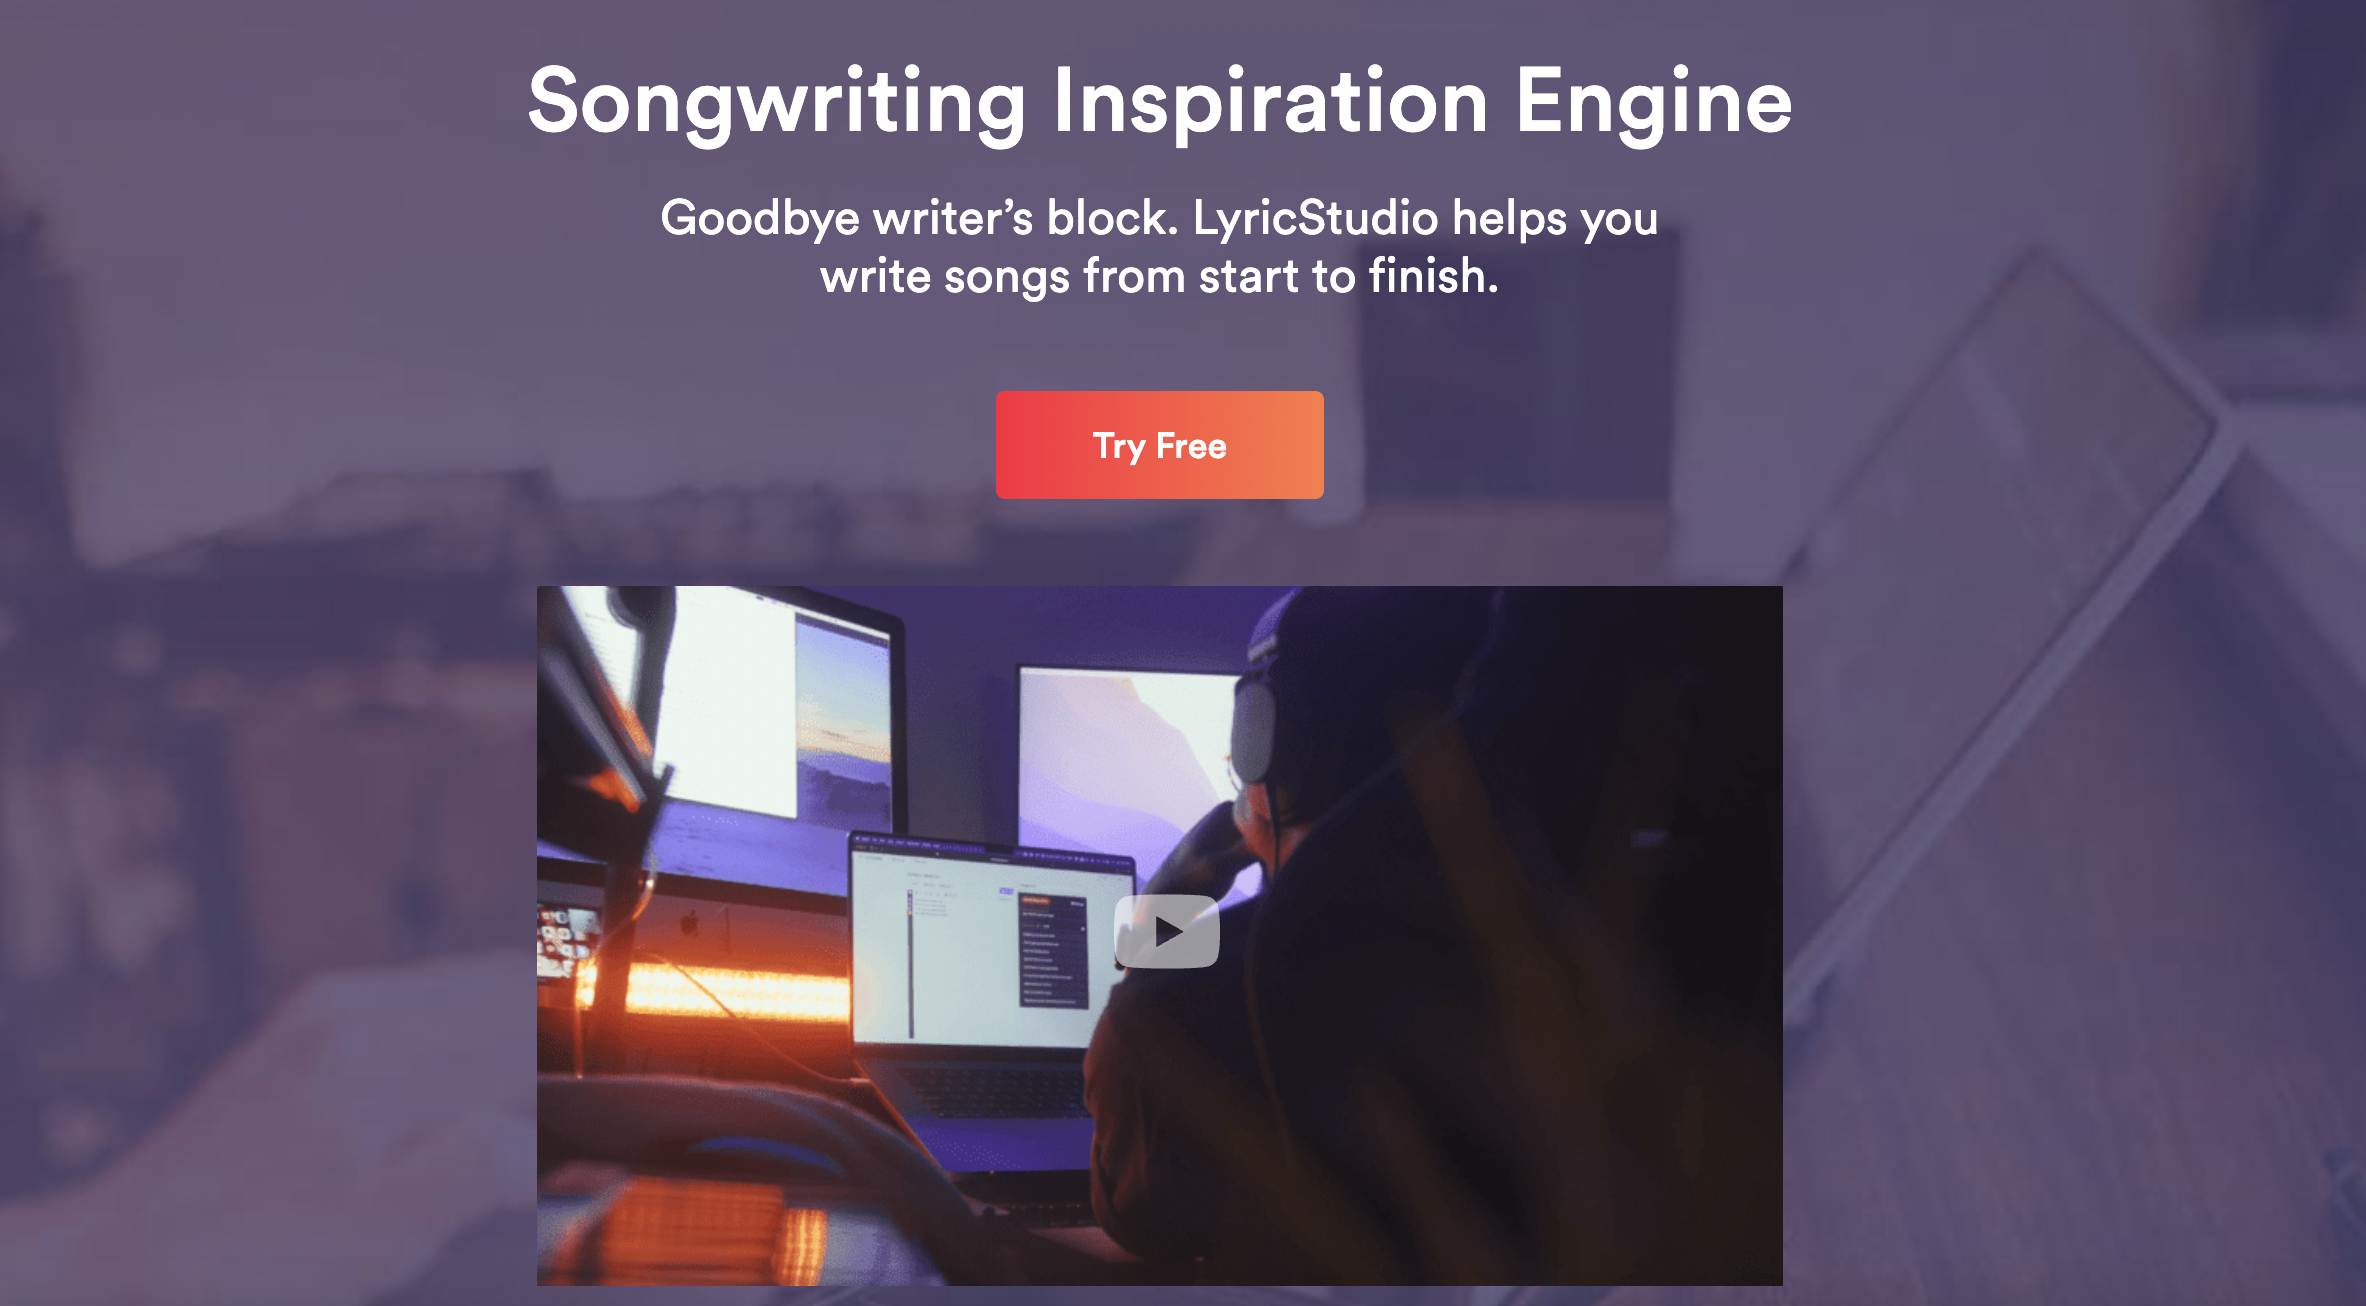 Songwriting Inspiration Engine
Goodbye writer’s block. LyricStudio helps you
write songs from start to finish.
Try Free